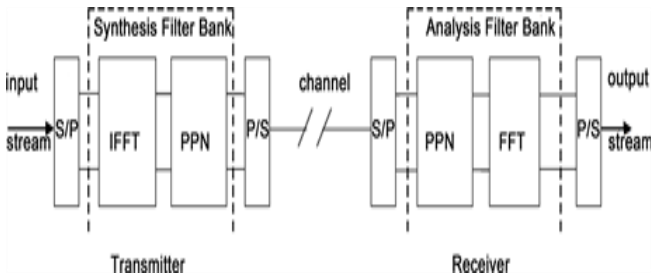 Synthesis Filter Bank
Analysis Filter Bank
input
channel
output
S/P
IFFT
PPN
P/S
S/P
PPN
FFT
P/S
stream
stream
Transmitter
Receiver